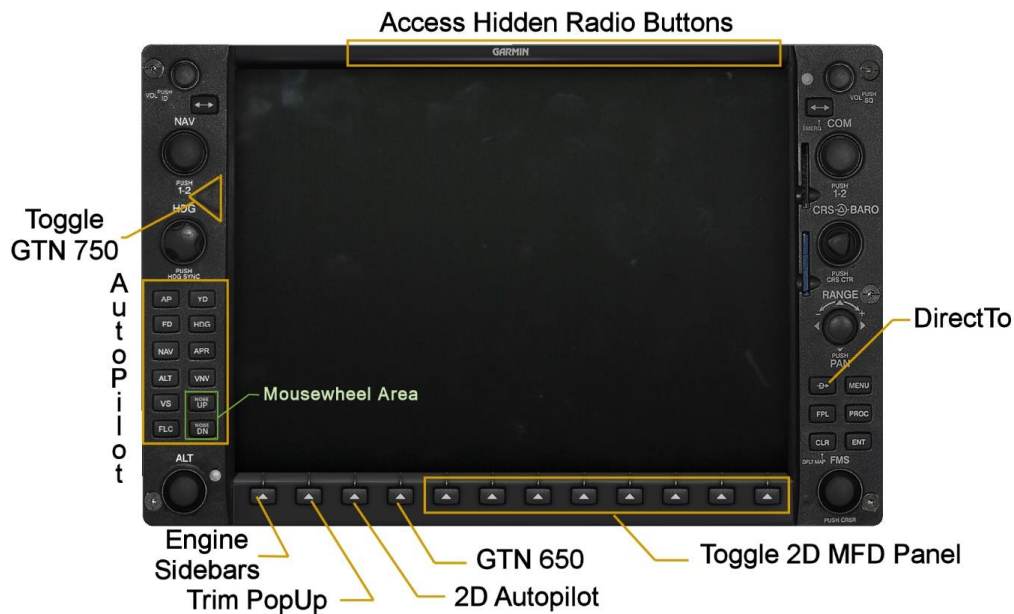 Access Hidden Radio Buttons
GARMIN
VOL PUSH ID
NAV
PUSH
1-2
HDG
PUSH
HDG SYNC
Toggle
GTN 750
AutoPilot
AP YD
FD HDG
NAV APR
ALT VNV
VS NOSE UP
FLC NOSE DN
Mousewheel Area
ALT
VOL PUSH SQ
EMERG COM
PUSH
1-2
CRS BARO
PUSH
CRS CTR
RANGE
- +
PUSH
PAN
DirectTo
D MENU
FPL PROC
CLR ENT
DFLT MAP FMS
PUSH CRSR
Engine
Sidebars
Trim PopUp
2D Autopilot
GTN 650
Toggle 2D MFD Panel